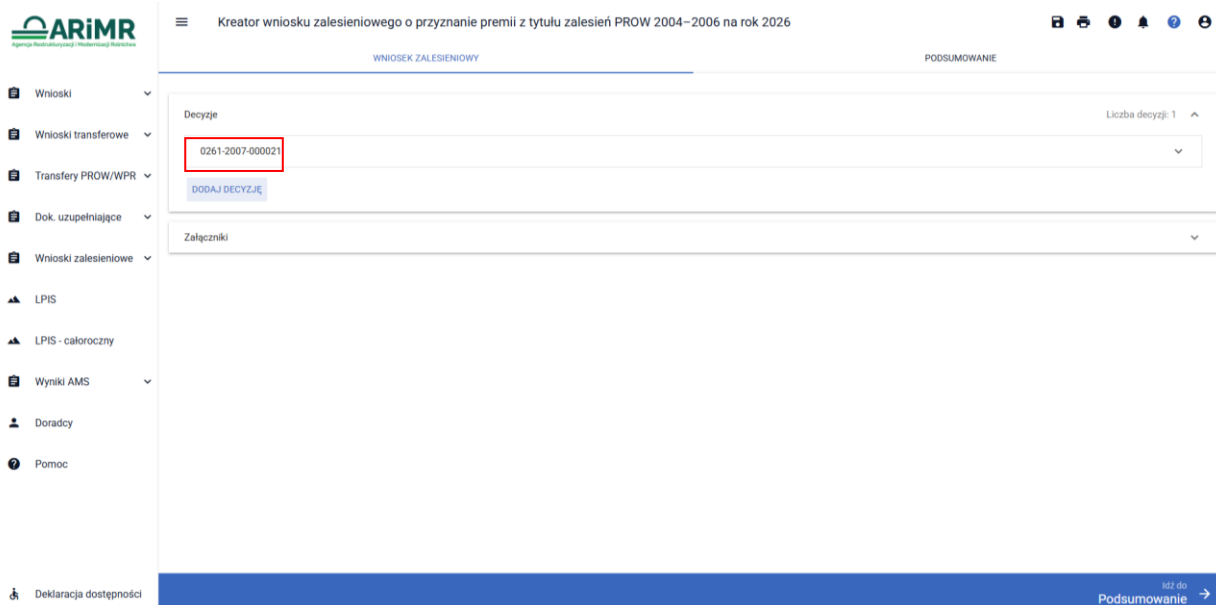 ARiMR
Agencja Restrukturyzacji i Modernizacji Rolnictwa
Kreator wniosku zalesieniowego o przyznanie premii z tytułu zalesień PROW 2004–2006 na rok 2026
WNIOSEK ZALESIENIOWY
PODSUMOWANIE
Wnioski
Wnioski transferowe
Transfery PROW/WPR
Dok. uzupełniające
Wnioski zalesieniowe
LPIS
LPIS - całoroczny
Wyniki AMS
Doradcy
Pomoc
Deklaracja dostępności
Decyzje
Liczba decyzji: 1
0261-2007-000021
DODAJ DECYZJĘ
Załączniki
Idź do
Podsumowanie